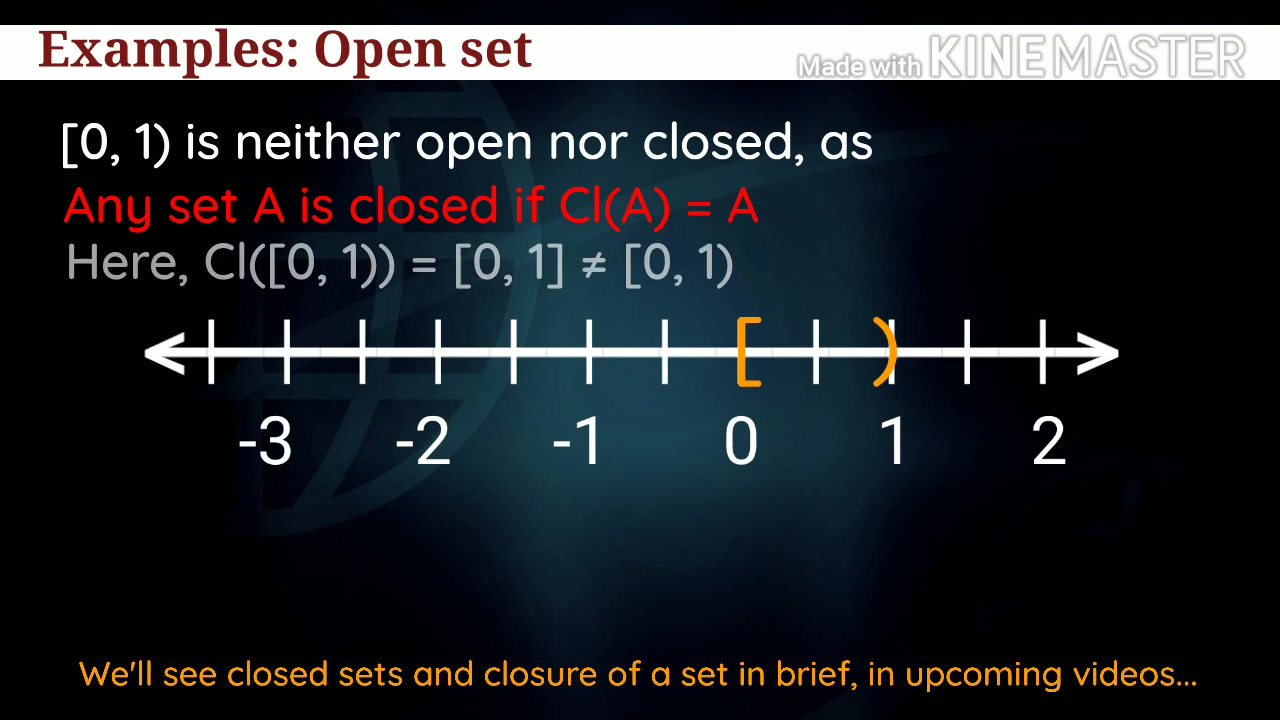 Examples: Open set
Made with KINEMASTER
[0, 1) is neither open nor closed, as
Any set A is closed if Cl(A) = A
Here, Cl([0, 1)) = [0, 1] ≠ [0, 1)
-3 -2 -1 0 1 2
We'll see closed sets and closure of a set in brief, in upcoming videos...